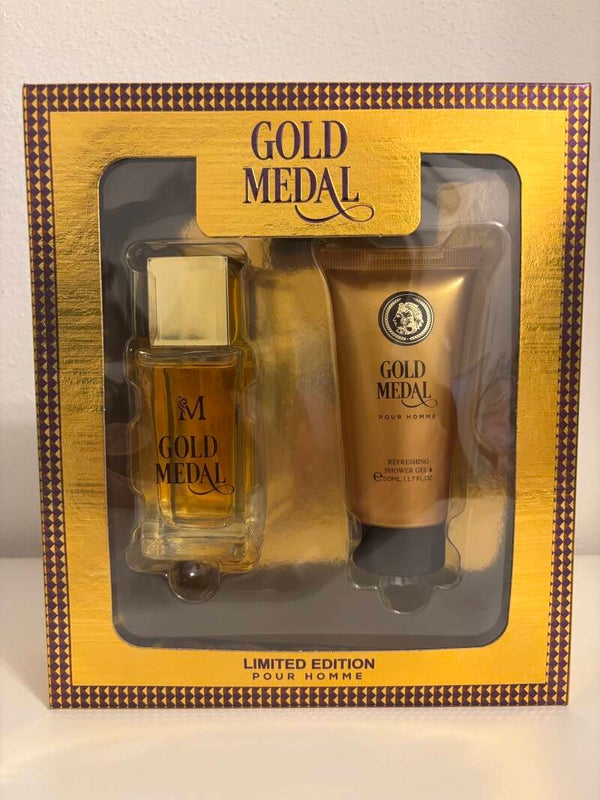 GOLD
MEDAL
M
GOLD
MEDAL
GOLD
MEDAL
POUR HOMME
REFRESHING
SHOWER GEL
℮50ML | 1.7 FL.OZ.
LIMITED EDITION
POUR HOMME